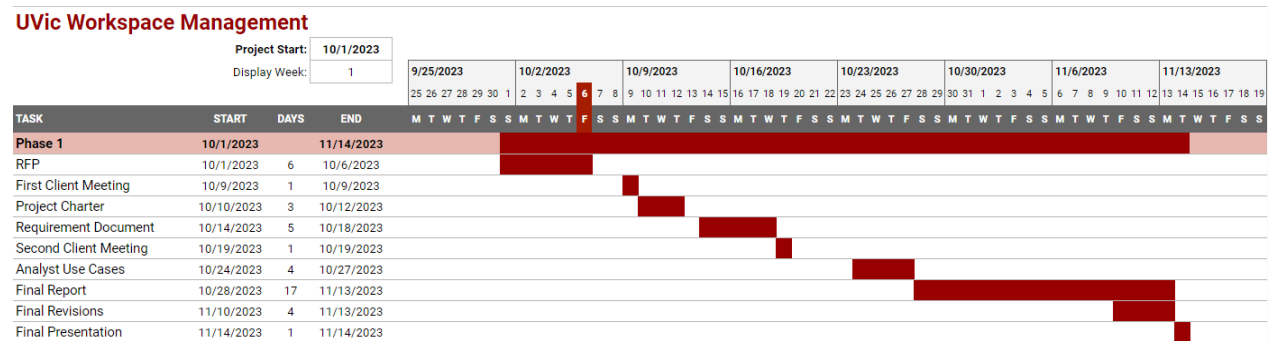 UVic Workspace Management
Project Start: 10/1/2023
Display Week: 1
9/25/2023 10/2/2023 10/9/2023 10/16/2023 10/23/2023 10/30/2023 11/6/2023 11/13/2023
25 26 27 28 29 30 1 2 3 4 5 6 7 8 9 10 11 12 13 14 15 16 17 18 19 20 21 22 23 24 25 26 27 28 29 30 31 1 2 3 4 5 6 7 8 9 10 11 12 13 14 15 16 17 18 19
TASK START DAYS END M T W T F S S M T W T F S S M T W T F S S M T W T F S S M T W T F S S M T W T F S S M T W T F S S M T W T F S S
Phase 1 10/1/2023 11/14/2023
RFP 10/1/2023 6 10/6/2023
First Client Meeting 10/9/2023 1 10/9/2023
Project Charter 10/10/2023 3 10/12/2023
Requirement Document 10/14/2023 5 10/18/2023
Second Client Meeting 10/19/2023 1 10/19/2023
Analyst Use Cases 10/24/2023 4 10/27/2023
Final Report 10/28/2023 17 11/13/2023
Final Revisions 11/10/2023 4 11/13/2023
Final Presentation 11/14/2023 1 11/14/2023